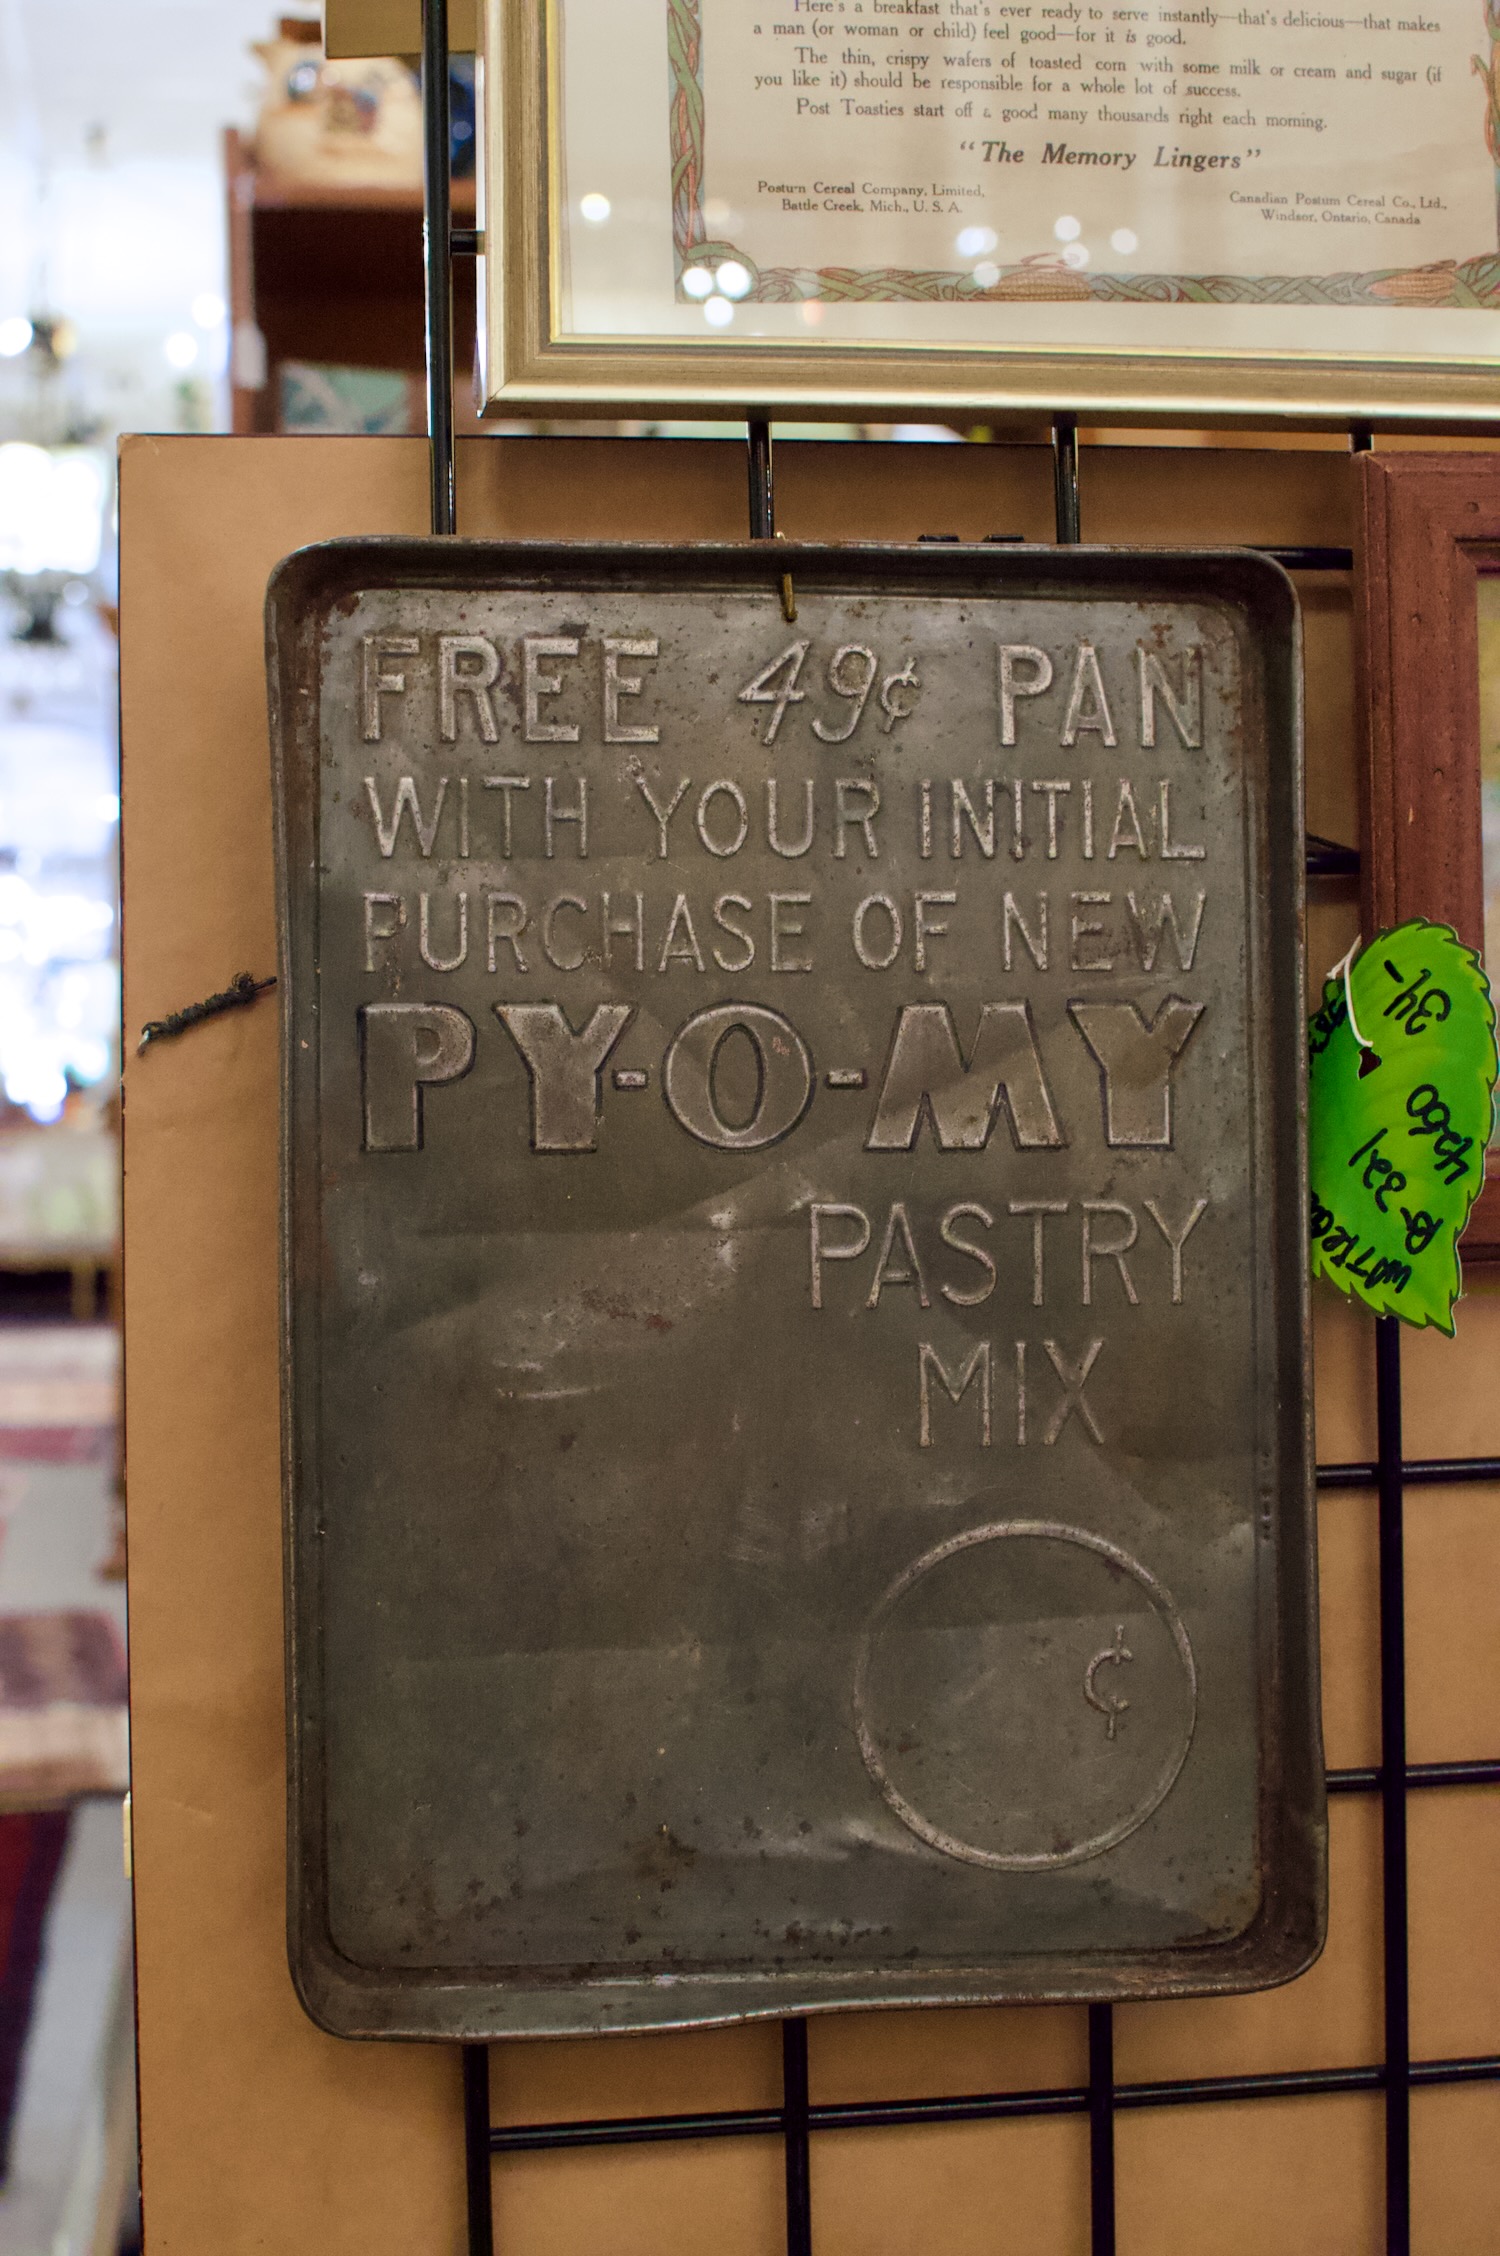 Here's a breakfast that's ever ready to serve instantly—that's delicious—that makes
a man (or woman or child) feel good—for it is good.
The thin, crispy wafers of toasted corn with some milk or cream and sugar (if
you like it) should be responsible for a whole lot of success.
Post Toasties start off a good many thousands right each morning.
"The Memory Lingers"
Postum Cereal Company, Limited,
Battle Creek, Mich., U. S. A.
Canadian Postum Cereal Co., Ltd.,
Windsor, Ontario, Canada
FREE 49¢ PAN
WITH YOUR INITIAL
PURCHASE OF NEW
PY-O-MY
PASTRY
MIX
¢
34-
4260
B-321